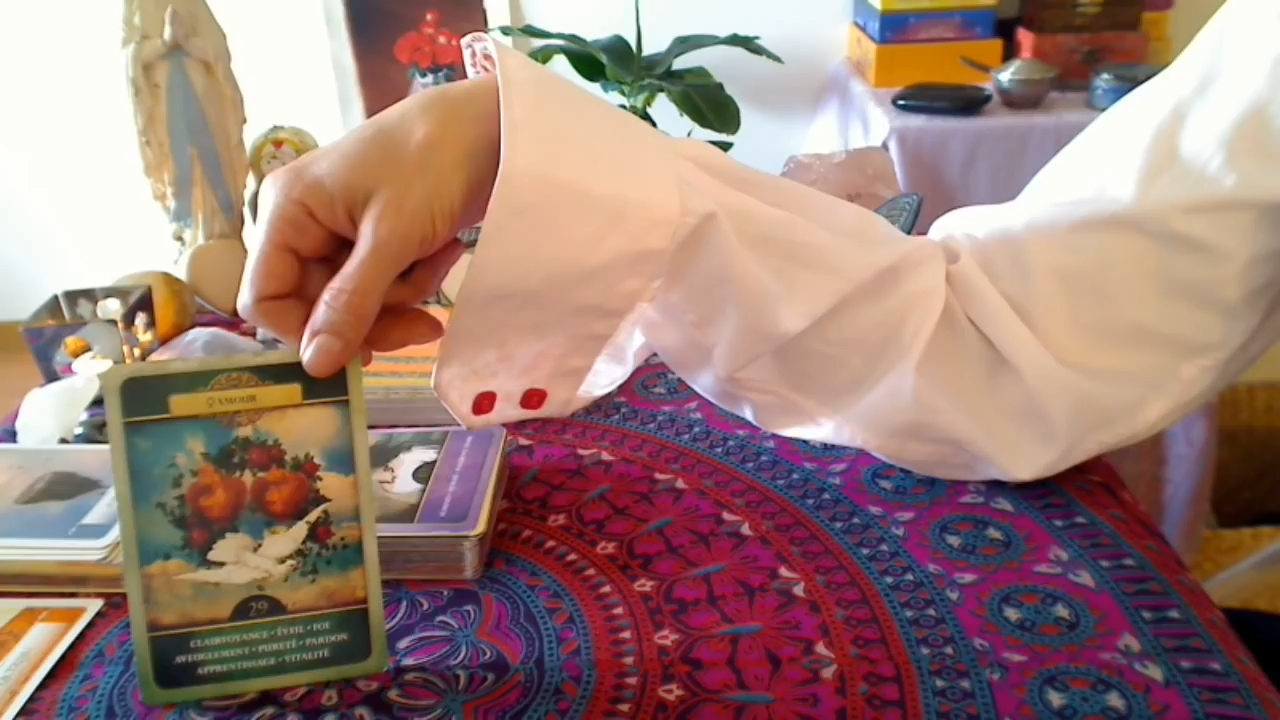 ♀ AMOUR
29
CLAIRVOYANCE • ÉVEIL • FOI
AVEUGLEMENT • PURETÉ • PARDON
APPRENTISSAGE • VITALITÉ